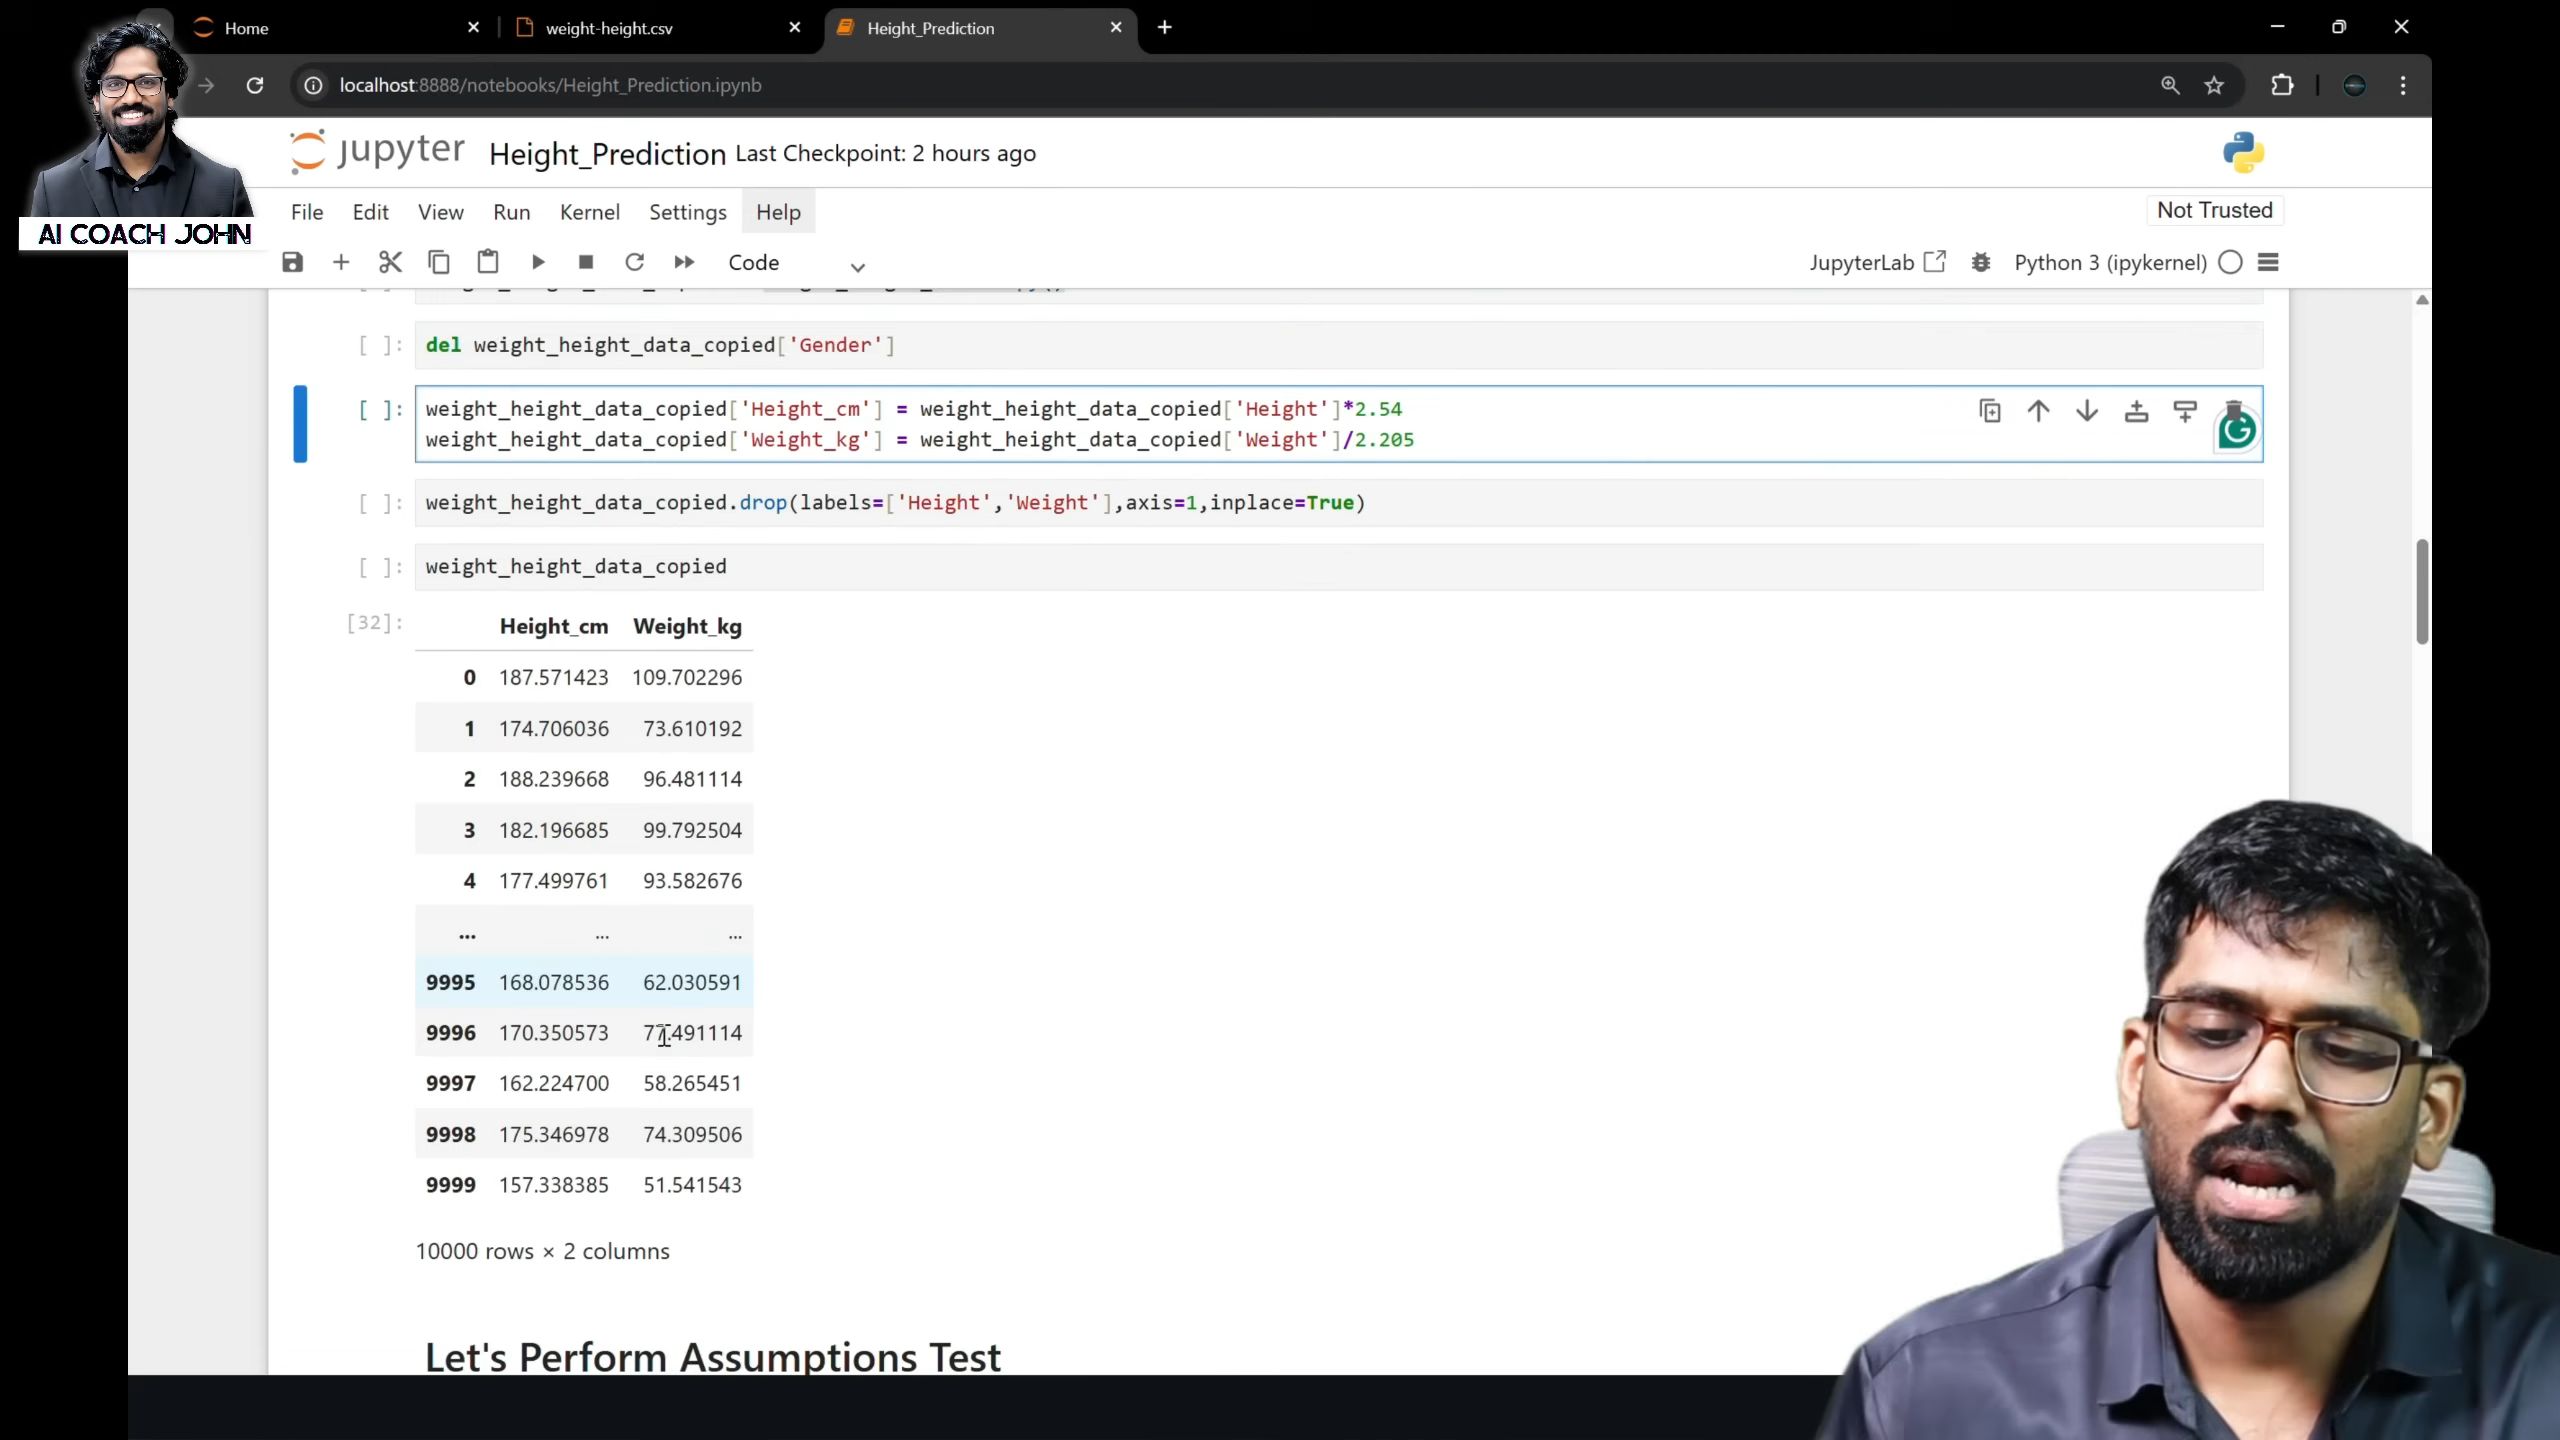 Home
weight-height.csv
Height_Prediction
localhost:8888/notebooks/Height_Prediction.ipynb
AI COACH JOHN
jupyter Height_Prediction Last Checkpoint: 2 hours ago
File Edit View Run Kernel Settings Help
Not Trusted
Code
JupyterLab
Python 3 (ipykernel)
[ ]: del weight_height_data_copied['Gender']
[ ]: weight_height_data_copied['Height_cm'] = weight_height_data_copied['Height']*2.54
weight_height_data_copied['Weight_kg'] = weight_height_data_copied['Weight']/2.205
[ ]: weight_height_data_copied.drop(labels=['Height','Weight'],axis=1,inplace=True)
[ ]: weight_height_data_copied
[32]: Height_cm Weight_kg
0 187.571423 109.702296
1 174.706036 73.610192
2 188.239668 96.481114
3 182.196685 99.792504
4 177.499761 93.582676
... ... ...
9995 168.078536 62.030591
9996 170.350573 77.491114
9997 162.224700 58.265451
9998 175.346978 74.309506
9999 157.338385 51.541543
10000 rows × 2 columns
Let's Perform Assumptions Test